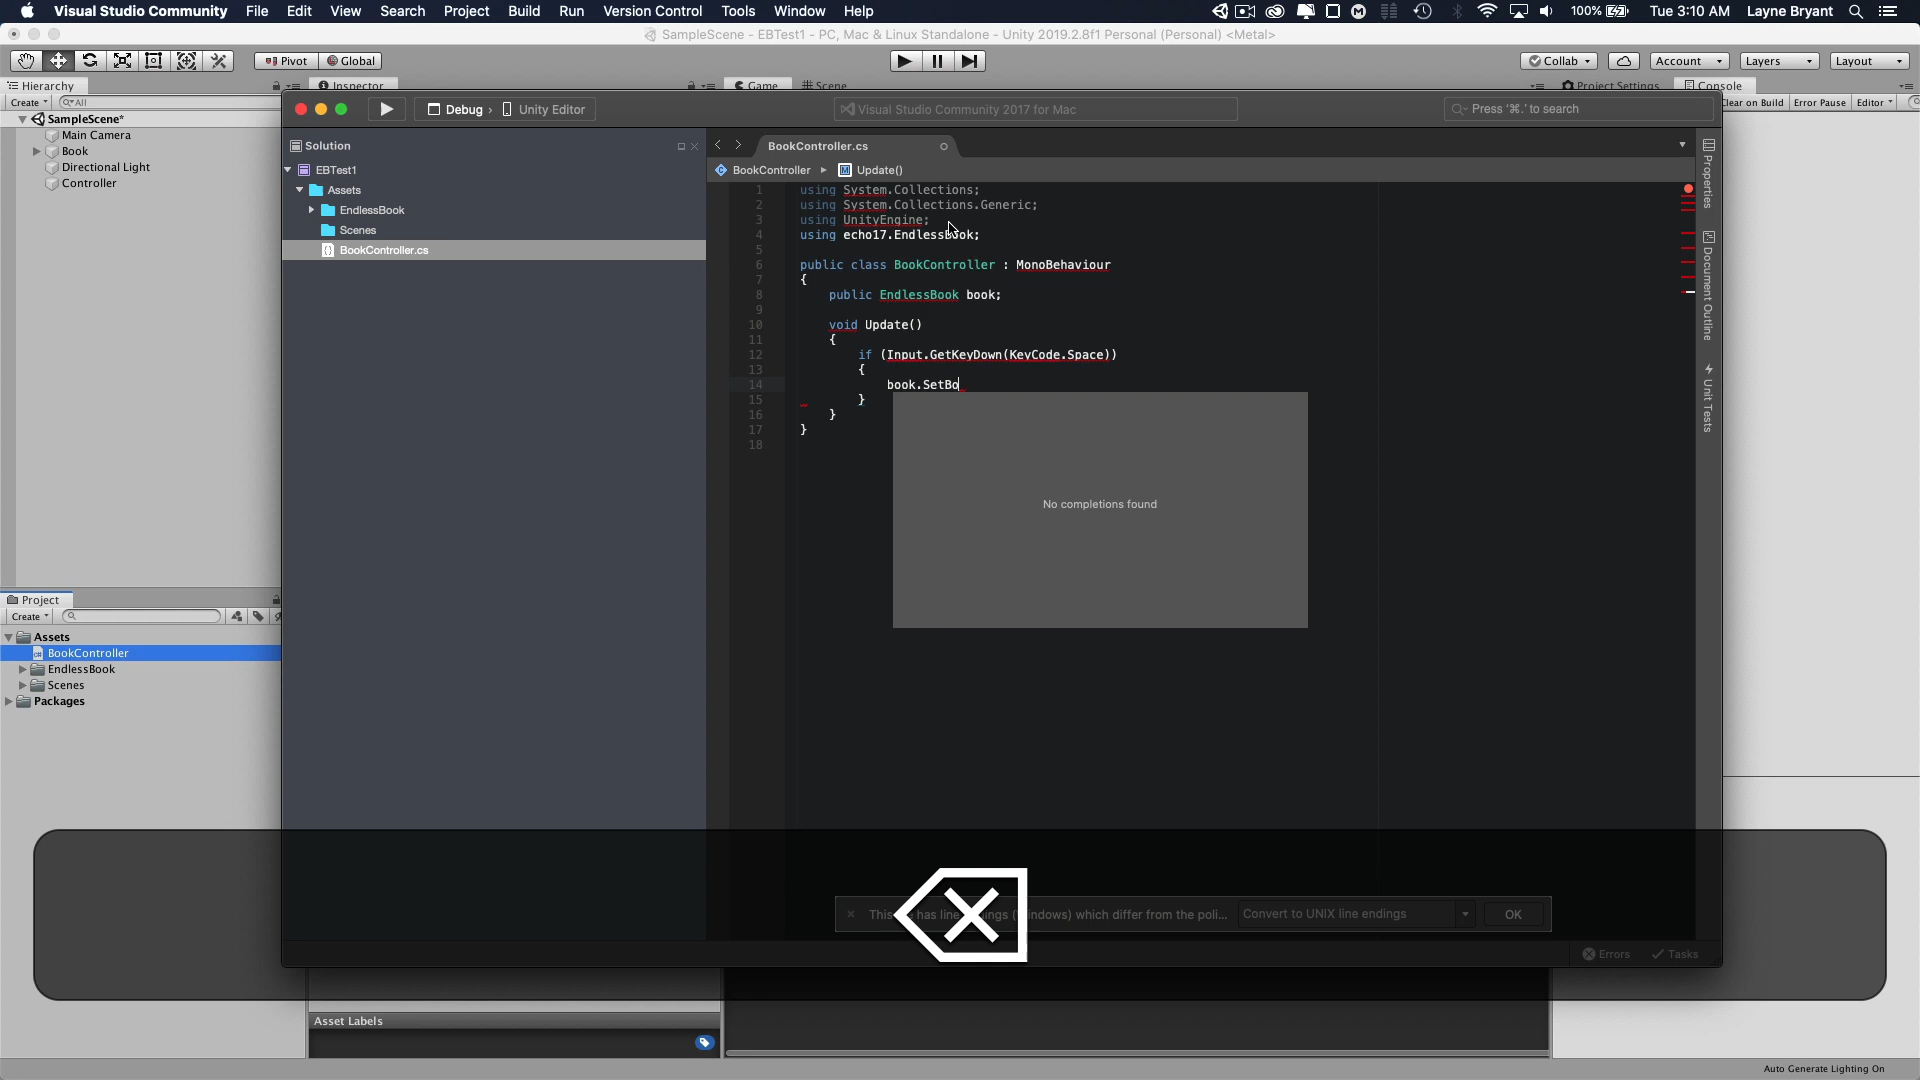 Visual Studio Community File Edit View Search Project Build Run Version Control Tools Window Help
100% Tue 3:10 AM Layne Bryant
SampleScene - EBTest1 - PC, Mac & Linux Standalone - Unity 2019.2.8f1 Personal (Personal) <Metal>
Pivot Global Collab Account Layers Layout
Hierarchy Inspector Game Scene Project Settings Console
Create All
Clear on Build Error Pause Editor
SampleScene*
Main Camera
Book
Directional Light
Controller
Debug › Unity Editor
Visual Studio Community 2017 for Mac
Press ‘⌘.’ to search
Solution
EBTest1
Assets
EndlessBook
Scenes
BookController.cs
BookController.cs
BookController Update()
1 using System.Collections;
2 using System.Collections.Generic;
3 using UnityEngine;
4 using echo17.EndlessBook;
5
6 public class BookController : MonoBehaviour
7 {
8 public EndlessBook book;
9
10 void Update()
11 {
12 if (Input.GetKeyDown(KeyCode.Space))
13 {
14 book.SetBo
15 }
16 }
17 }
18
No completions found
Properties
Document Outline
Unit Tests
Project
Create
Assets
BookController
EndlessBook
Scenes
Packages
has line (Windows) which differ from the poli...
Convert to UNIX line endings
OK
Errors Tasks
Asset Labels
Auto Generate Lighting On